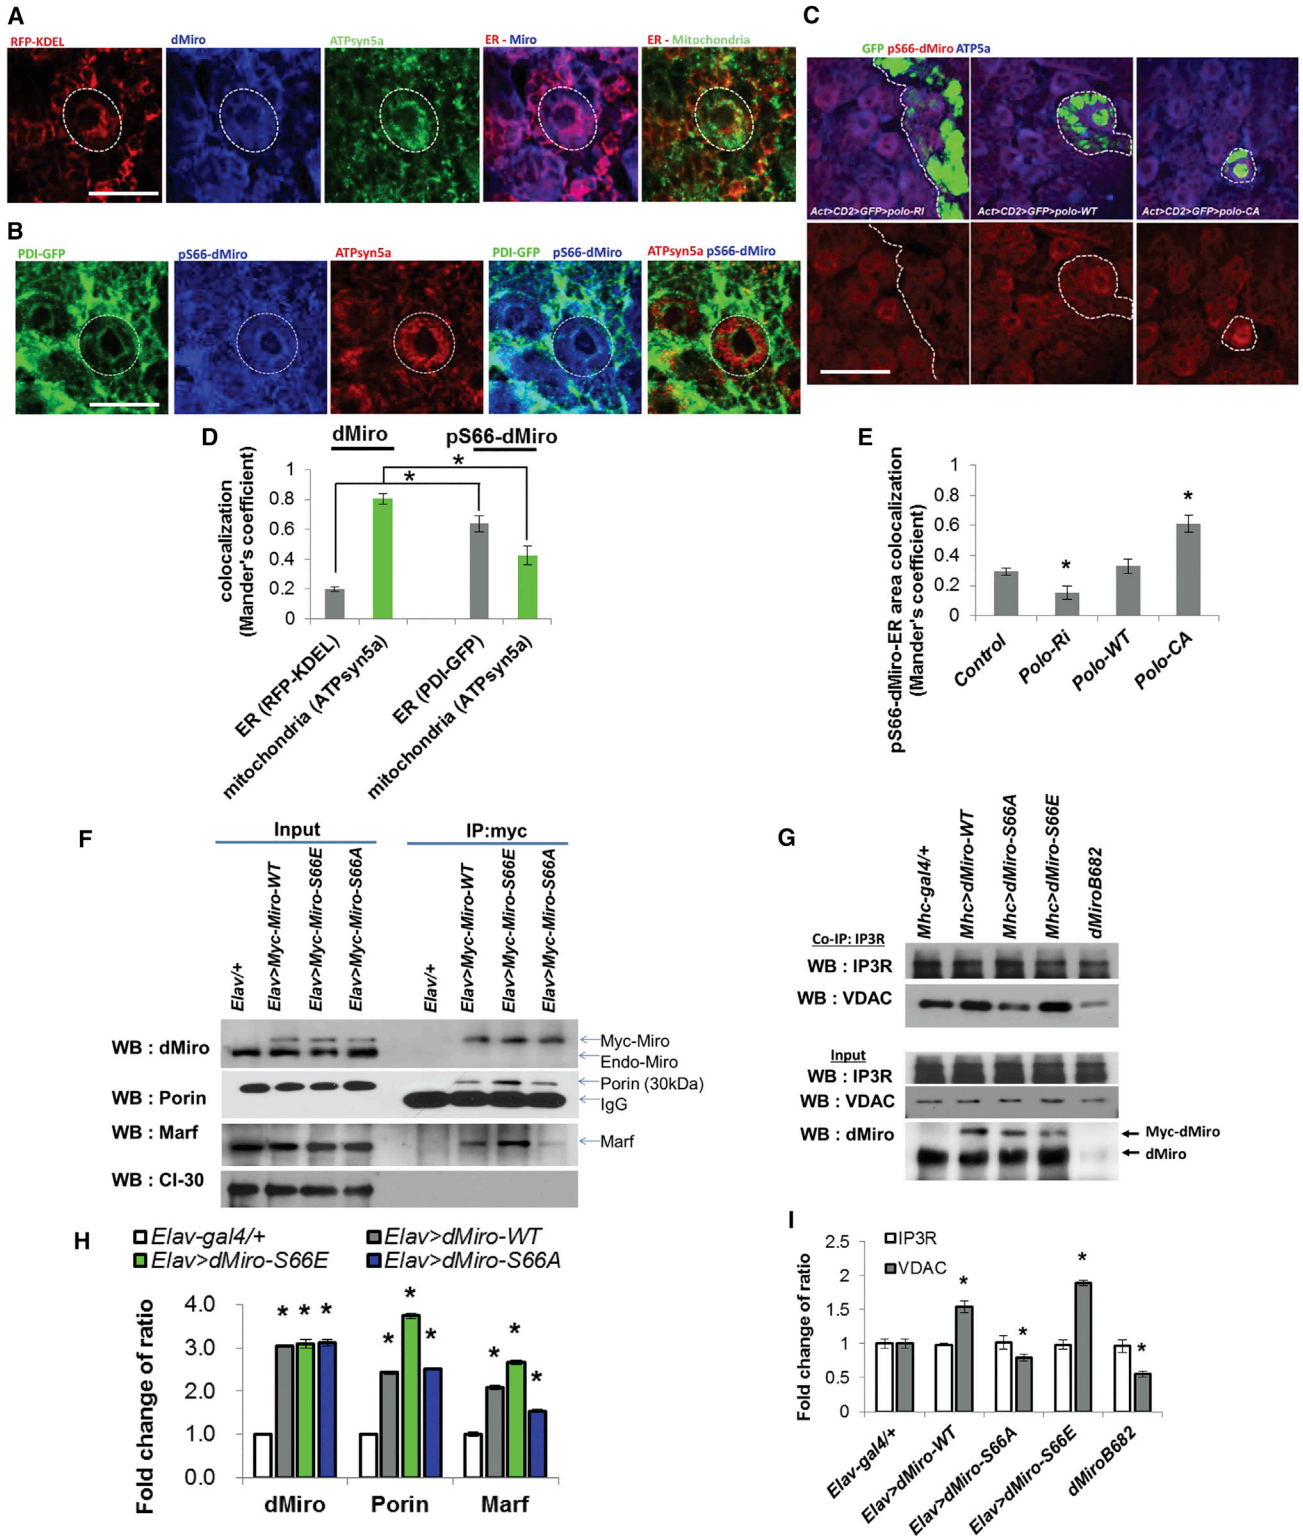 A
RFP-KDEL
dMiro
ATPsyn5a
ER - Miro
ER - Mitochondria
B
PDI-GFP
pS66-dMiro
ATPsyn5a
PDI-GFP pS66-dMiro
ATPsyn5a pS66-dMiro
C
GFP pS66-dMiro ATP5a
Act>CD2>GFP>polo-RI
Act>CD2>GFP>polo-WT
Act>CD2>GFP>polo-CA
D
dMiro
pS66-dMiro
colocalization
(Mander's coefficient)
1
0.8
0.6
0.4
0.2
0
*
*
ER (RFP-KDEL)
mitochondria (ATPsyn5a)
ER (PDI-GFP)
mitochondria (ATPsyn5a)
E
pS66-dMiro-ER area colocalization
(Mander's coefficient)
1
0.8
0.6
0.4
0.2
0
*
*
Control
Polo-Ri
Polo-WT
Polo-CA
F
Input
IP:myc
Elav/+
Elav>Myc-Miro-WT
Elav>Myc-Miro-S66E
Elav>Myc-Miro-S66A
Elav/+
Elav>Myc-Miro-WT
Elav>Myc-Miro-S66E
Elav>Myc-Miro-S66A
WB : dMiro
Myc-Miro
Endo-Miro
WB : Porin
Porin (30kDa)
IgG
WB : Marf
Marf
WB : CI-30
G
Mhc-gal4/+
Mhc>dMiro-WT
Mhc>dMiro-S66A
Mhc>dMiro-S66E
dMiroB682
Co-IP: IP3R
WB : IP3R
WB : VDAC
Input
WB : IP3R
WB : VDAC
WB : dMiro
Myc-dMiro
dMiro
H
Elav-gal4/+
Elav>dMiro-WT
Elav>dMiro-S66E
Elav>dMiro-S66A
Fold change of ratio
4.0
3.0
2.0
1.0
0.0
* * *
* * *
* * *
dMiro
Porin
Marf
I
IP3R
VDAC
Fold change of ratio
2.5
2
1.5
1
0.5
0
*
*
*
*
Elav-gal4/+
Elav>dMiro-WT
Elav>dMiro-S66A
Elav>dMiro-S66E
dMiroB682